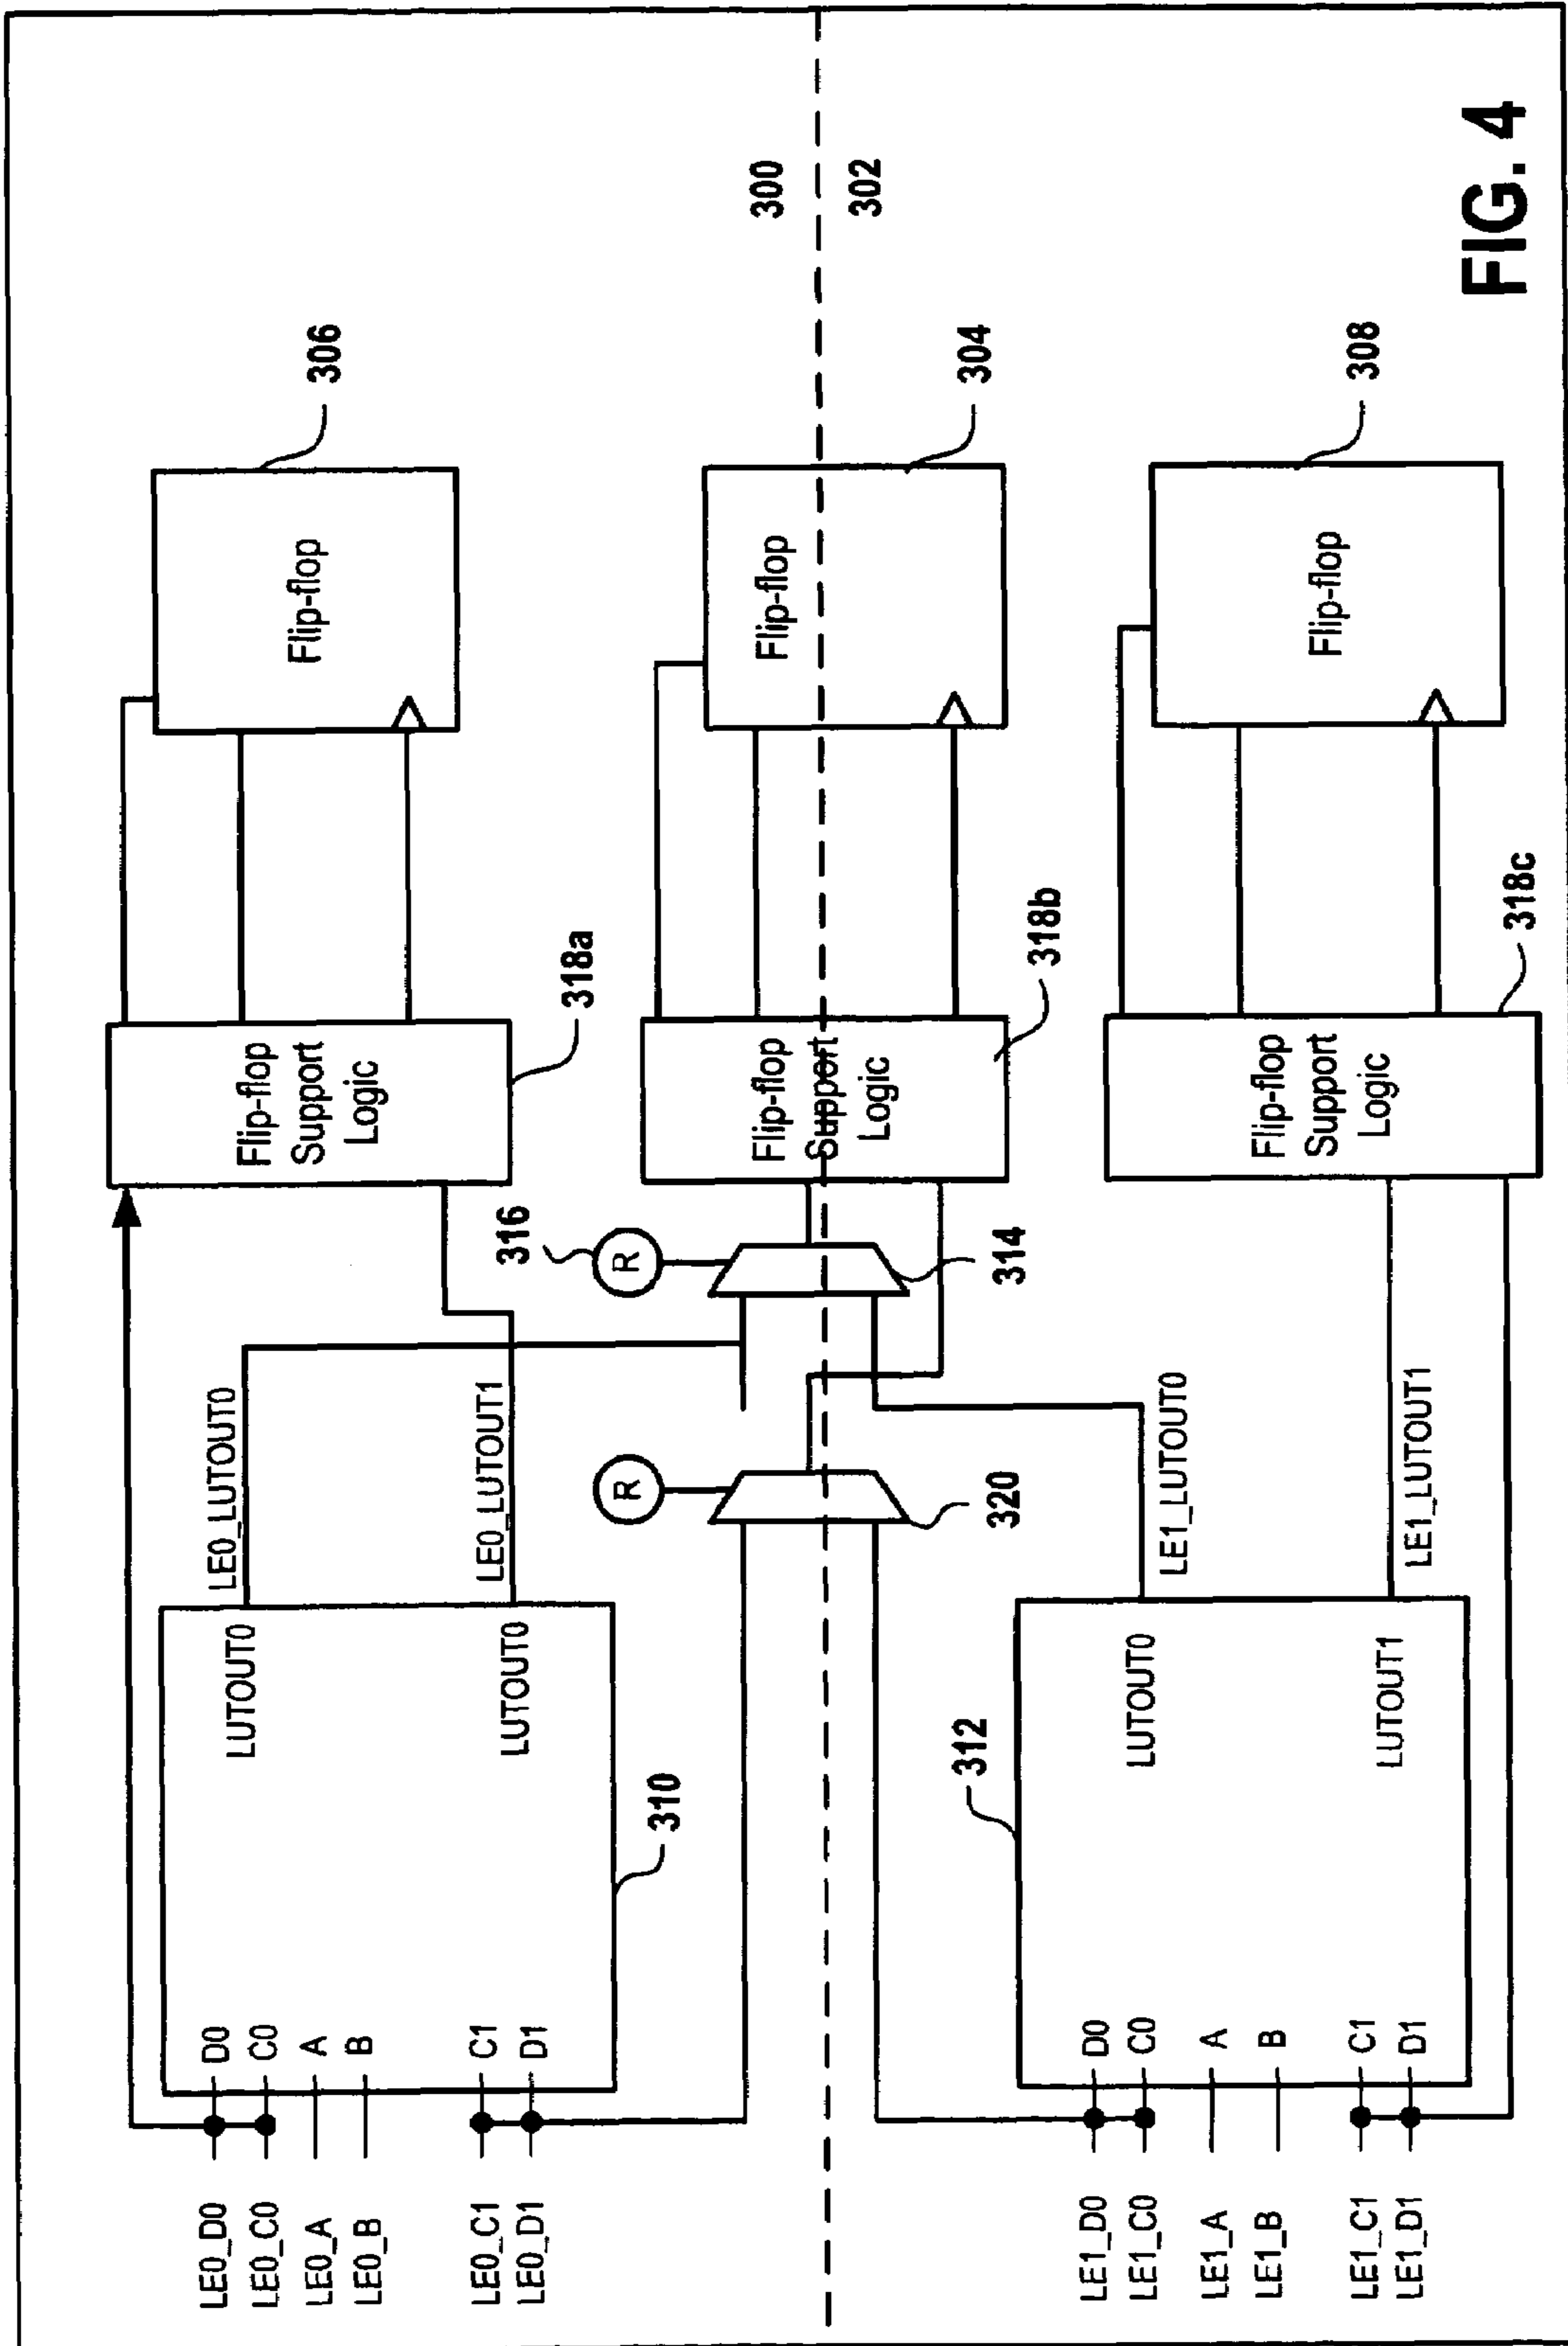 LE0_D0
LE0_C0
LE0_A
LE0_B
LE0_C1
LE0_D1
D0
C0
A
B
C1
D1
LUTOUT0
LUTOUT0
310
LE0_LUTOUT0
LE0_LUTOUT1
Flip-flop
Support
Logic
318a
Flip-flop
306
R
320
R
316
314
Flip-flop
Support
Logic
318b
Flip-flop
304
300
302
LE1_D0
LE1_C0
LE1_A
LE1_B
LE1_C1
LE1_D1
D0
C0
A
B
C1
D1
312
LUTOUT0
LUTOUT1
LE1_LUTOUT0
LE1_LUTOUT1
Flip-flop
Support
Logic
318c
Flip-flop
308
FIG. 4